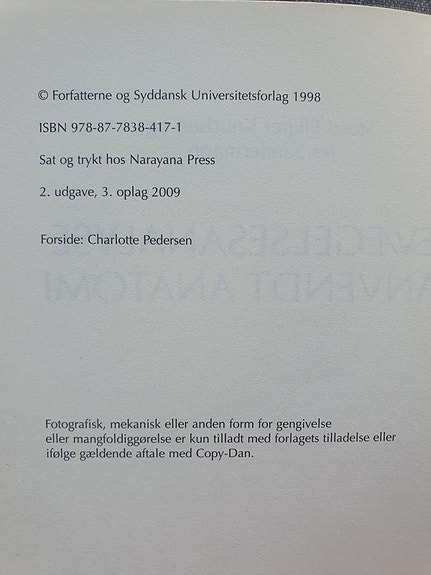 © Forfatterne og Syddansk Universitetsforlag 1998
ISBN 978-87-7838-417-1
Sat og trykt hos Narayana Press
2. udgave, 3. oplag 2009
Forside: Charlotte Pedersen
Fotografisk, mekanisk eller anden form for gengivelse
eller mangfoldiggørelse er kun tilladt med forlagets tilladelse eller
ifølge gældende aftale med Copy-Dan.